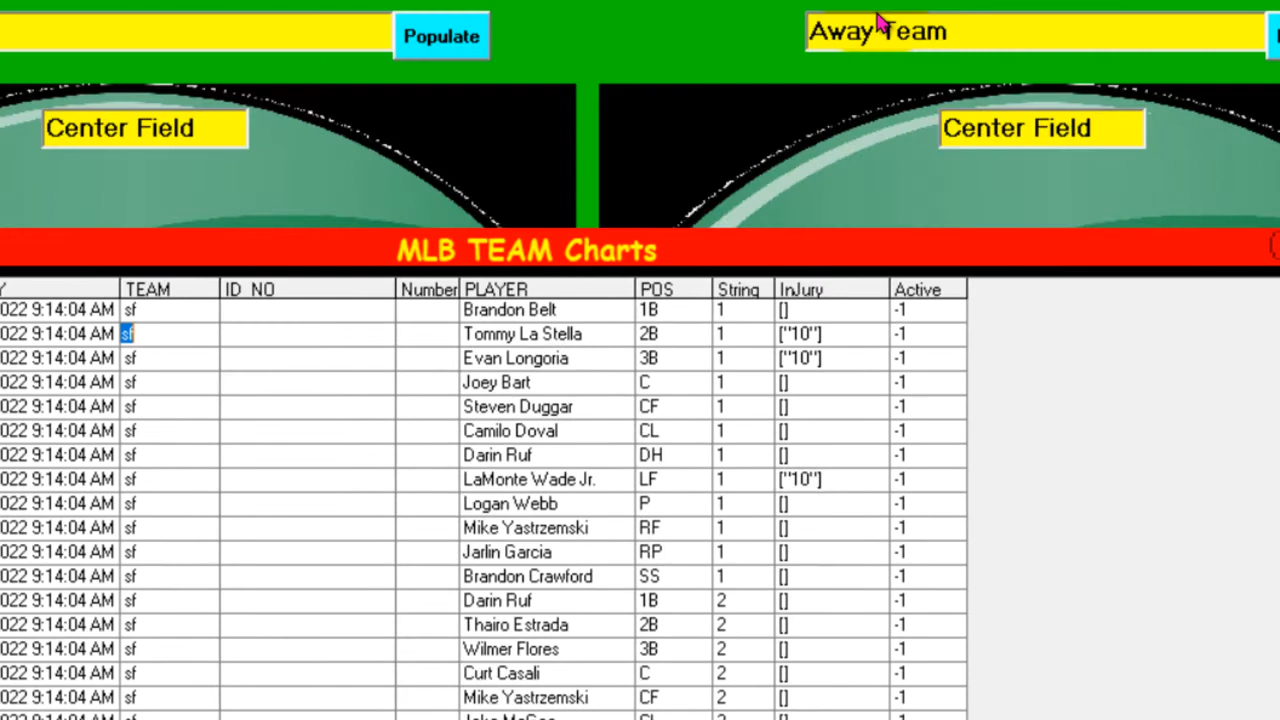 Populate
Away Team
Center Field
Center Field
MLB TEAM Charts
TEAM ID_NO Number PLAYER POS String InJury Active
022 9:14:04 AM sf Brandon Belt 1B 1 [] -1
022 9:14:04 AM sf Tommy La Stella 2B 1 ["10"] -1
022 9:14:04 AM sf Evan Longoria 3B 1 ["10"] -1
022 9:14:04 AM sf Joey Bart C 1 [] -1
022 9:14:04 AM sf Steven Duggar CF 1 [] -1
022 9:14:04 AM sf Camilo Doval CL 1 [] -1
022 9:14:04 AM sf Darin Ruf DH 1 [] -1
022 9:14:04 AM sf LaMonte Wade Jr. LF 1 ["10"] -1
022 9:14:04 AM sf Logan Webb P 1 [] -1
022 9:14:04 AM sf Mike Yastrzemski RF 1 [] -1
022 9:14:04 AM sf Jarlin Garcia RP 1 [] -1
022 9:14:04 AM sf Brandon Crawford SS 1 [] -1
022 9:14:04 AM sf Darin Ruf 1B 2 [] -1
022 9:14:04 AM sf Thairo Estrada 2B 2 [] -1
022 9:14:04 AM sf Wilmer Flores 3B 2 [] -1
022 9:14:04 AM sf Curt Casali C 2 [] -1
022 9:14:04 AM sf Mike Yastrzemski CF 2 [] -1